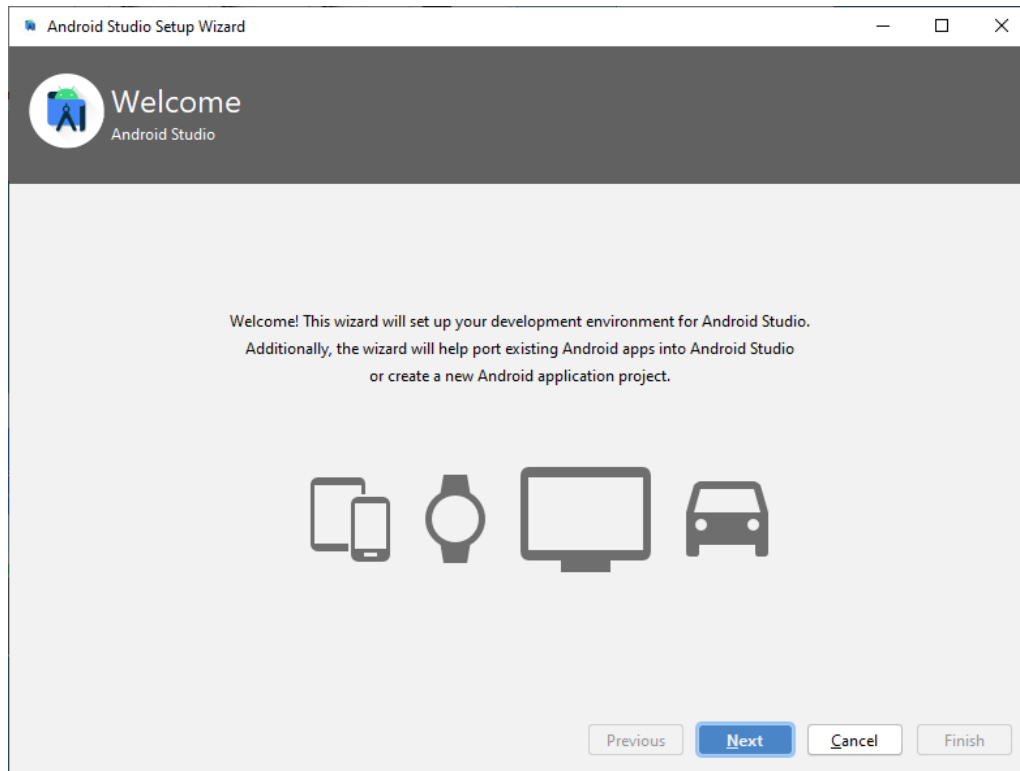 Android Studio Setup Wizard
Welcome
Android Studio
Welcome! This wizard will set up your development environment for Android Studio.
Additionally, the wizard will help port existing Android apps into Android Studio
or create a new Android application project.
Previous Next Cancel Finish